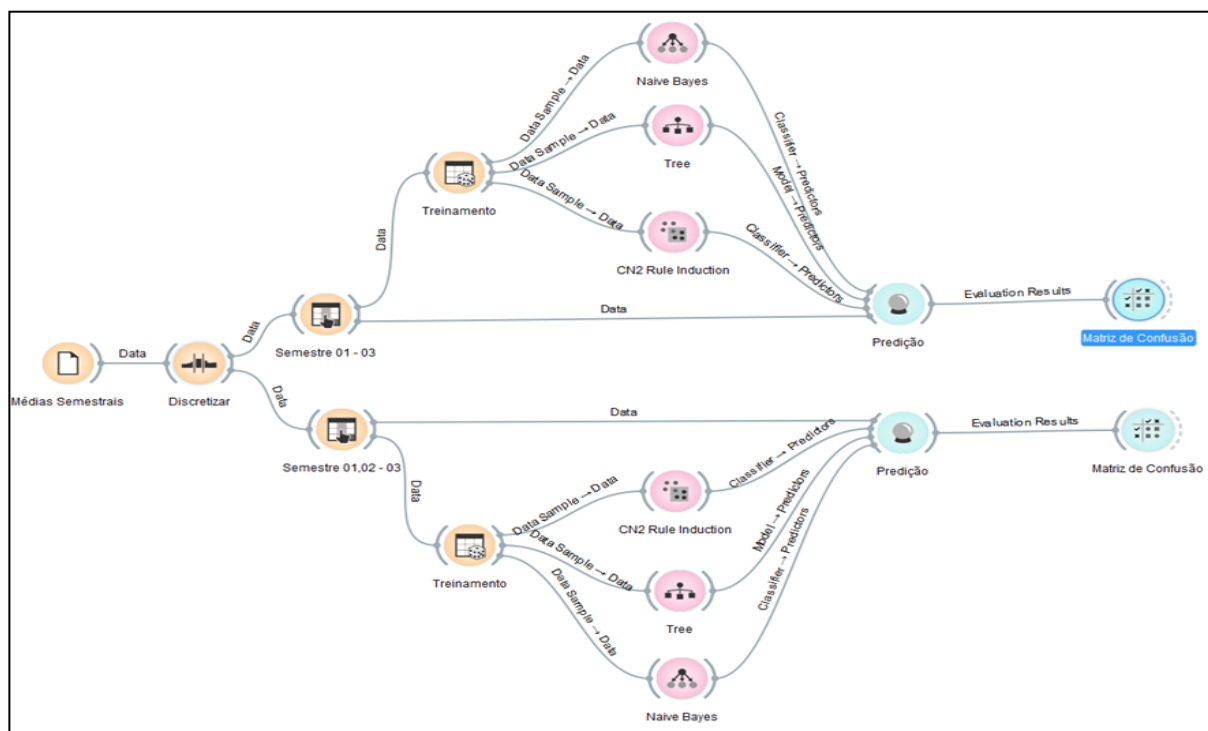 Naive Bayes
Data Sample → Data
Classifer → Predictors
Data Sample → Data
Tree
Model → Predictors
Treinamento
Data Sample → Data
CN2 Rule Induction
Classifier → Predictors
Data
Evaluation Results
Data
Predição
Matriz de Confusão
Data
Semestre 01 - 03
Data
Médias Semestrais
Discretizar
Data
Data
Evaluation Results
Semestre 01,02 - 03
Predição
Matriz de Confusão
Data
Classifier → Predictors
Data Sample → Data
CN2 Rule Induction
Model → Predictors
Data Sample → Data
Treinamento
Classifier → Predictors
Data Sample → Data
Tree
Naive Bayes